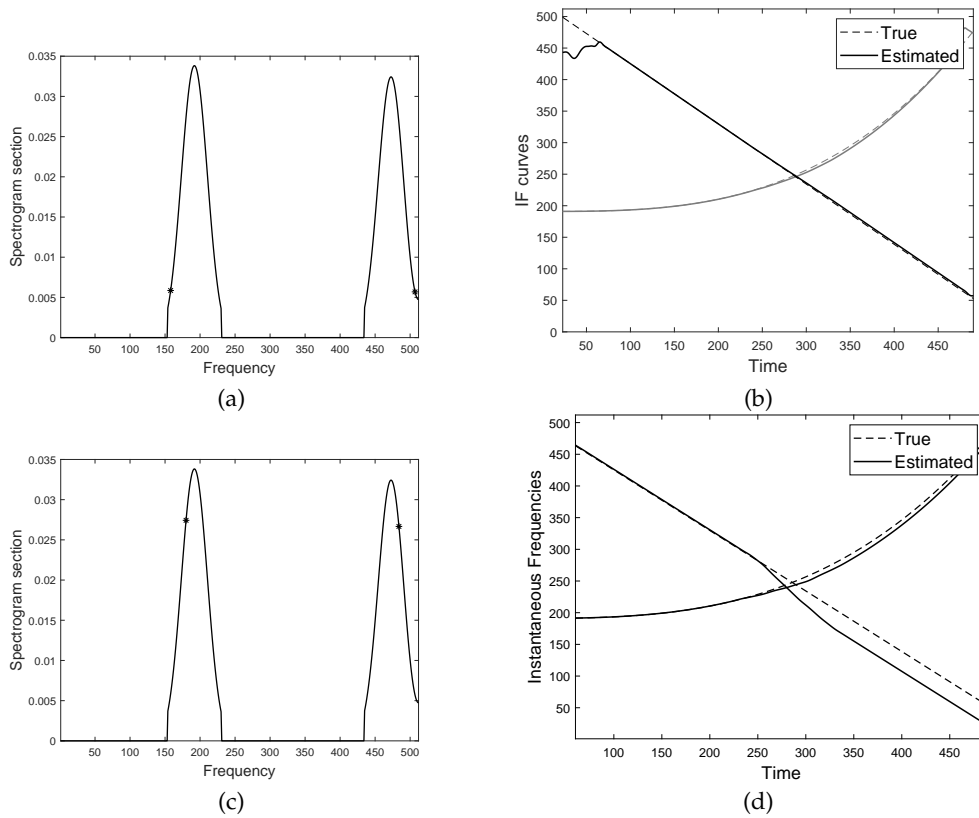 0.035
0.03
0.025
0.02
0.015
0.01
0.005
0
Spectrogram section
50 100 150 200 250 300 350 400 450 500
Frequency
(a)
500
450
400
350
300
250
200
150
100
50
0
IF curves
50 100 150 200 250 300 350 400 450
Time
True
Estimated
(b)
0.035
0.03
0.025
0.02
0.015
0.01
0.005
0
Spectrogram section
50 100 150 200 250 300 350 400 450 500
Frequency
(c)
500
450
400
350
300
250
200
150
100
50
Instantaneous Frequencies
100 150 200 250 300 350 400 450
Time
True
Estimated
(d)